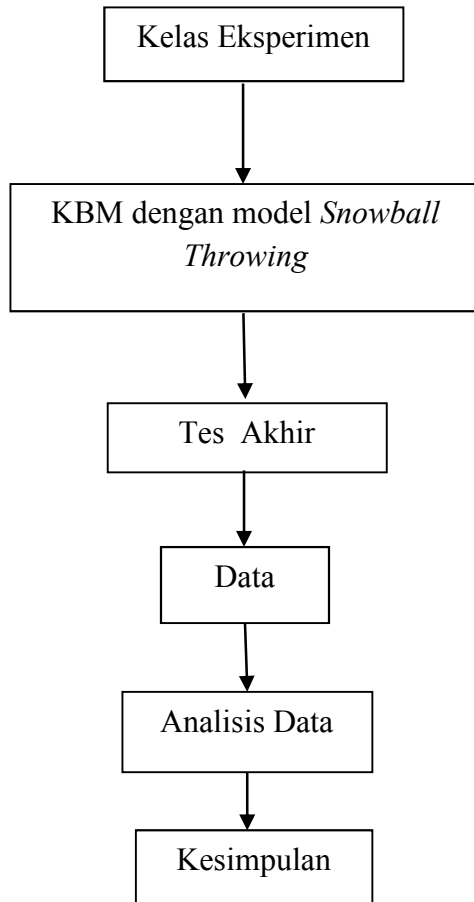 Kelas Eksperimen
KBM dengan model Snowball
Throwing
Tes Akhir
Data
Analisis Data
Kesimpulan